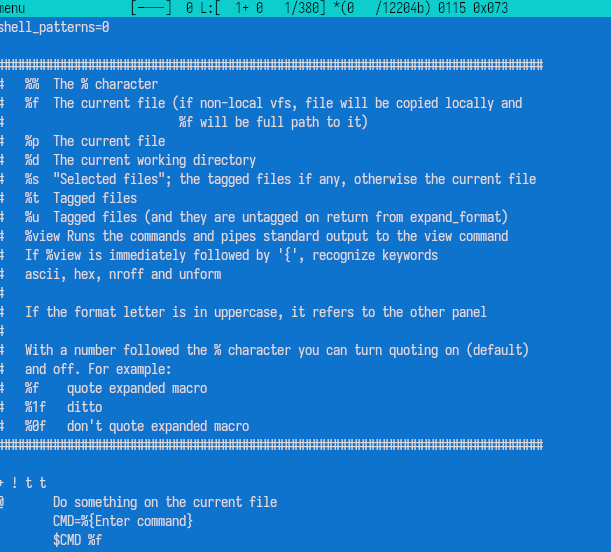 menu [----] 0 L:[ 1+ 0 1/380] *(0 /12204b) 0115 0x073
shell_patterns=0
##############################################################################
# %% The % character
# %f The current file (if non-local vfs, file will be copied locally and
# %f will be full path to it)
# %p The current file
# %d The current working directory
# %s "Selected files"; the tagged files if any, otherwise the current file
# %t Tagged files
# %u Tagged files (and they are untagged on return from expand_format)
# %view Runs the commands and pipes standard output to the view command
# If %view is immediately followed by '{', recognize keywords
# ascii, hex, nroff and unform
#
# If the format letter is in uppercase, it refers to the other panel
#
# With a number followed the % character you can turn quoting on (default)
# and off. For example:
# %f quote expanded macro
# %1f ditto
# %0f don't quote expanded macro
##############################################################################
+ ! t t
@ Do something on the current file
CMD=%{Enter command}
$CMD %f